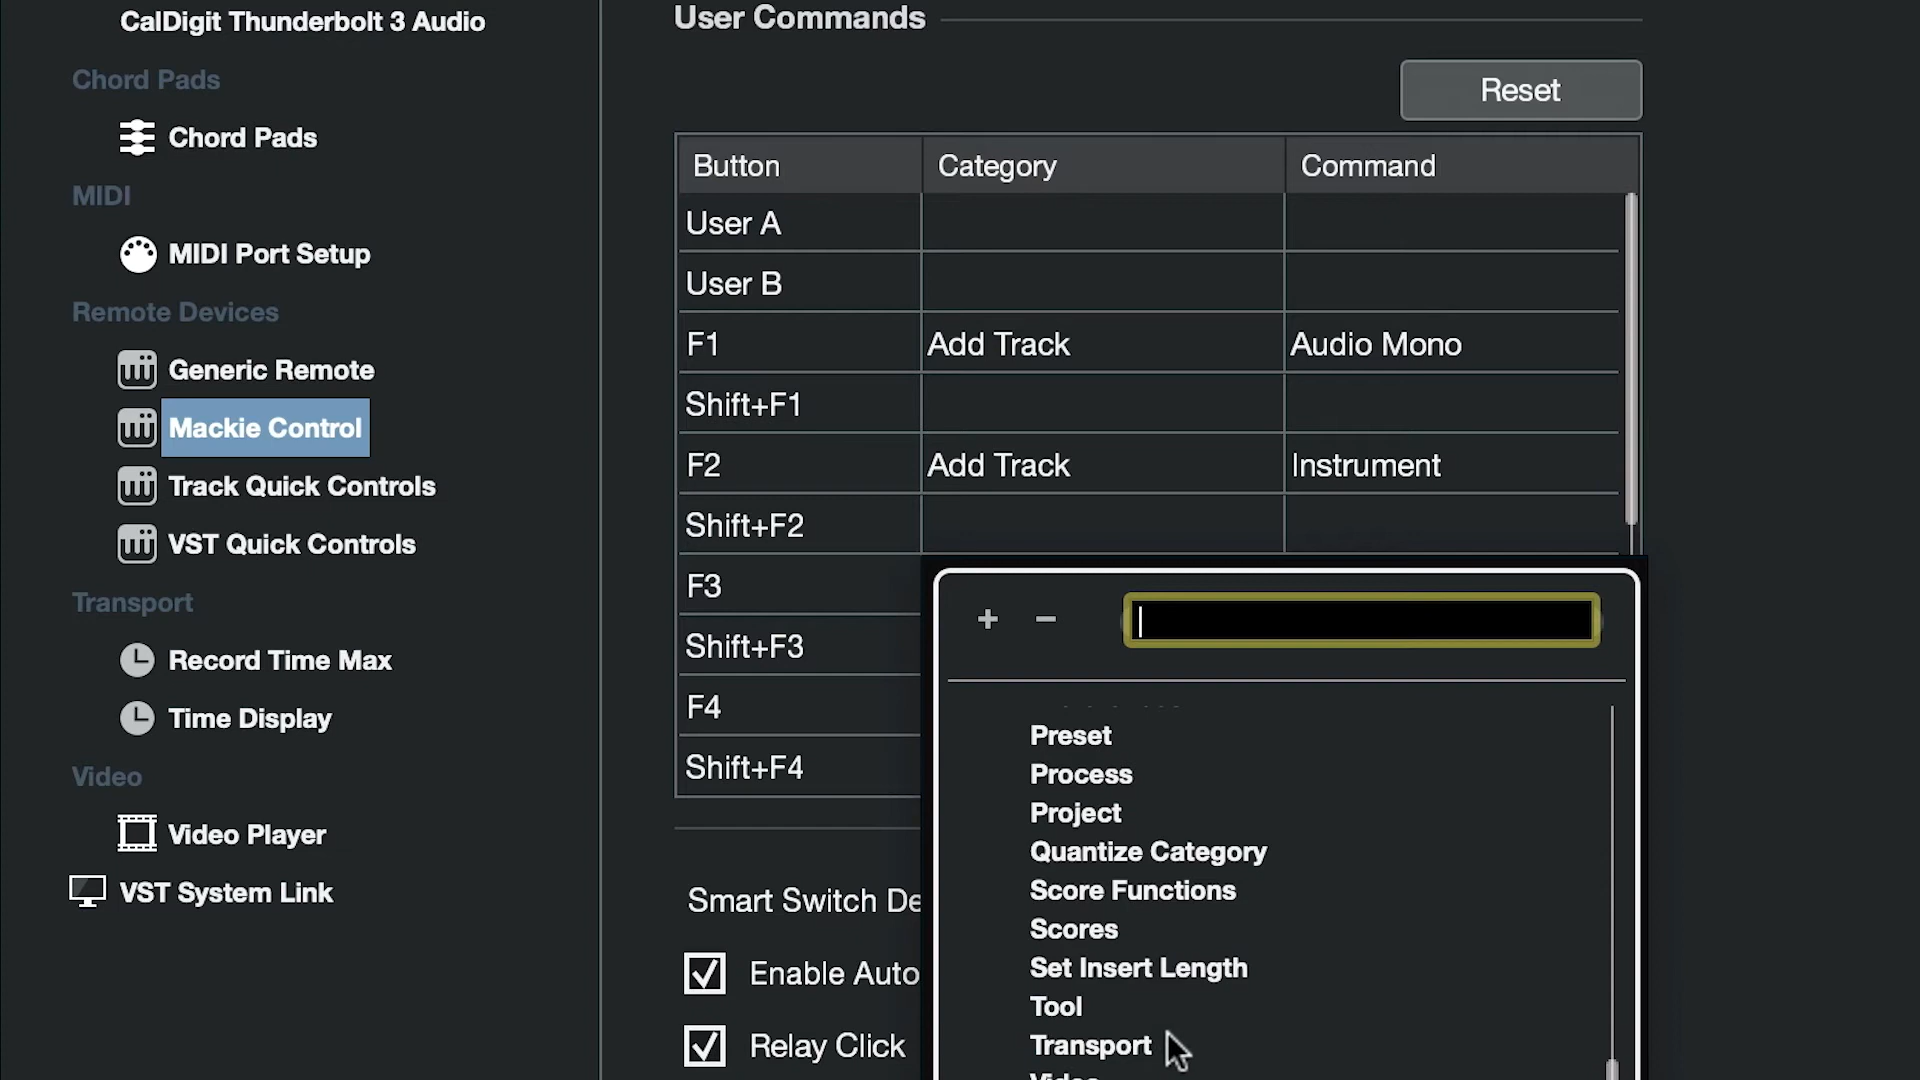 CalDigit Thunderbolt 3 Audio
Chord Pads
Chord Pads
MIDI
MIDI Port Setup
Remote Devices
Generic Remote
Mackie Control
Track Quick Controls
VST Quick Controls
Transport
Record Time Max
Time Display
Video
Video Player
VST System Link
User Commands
Reset
Button Category Command
User A
User B
F1 Add Track Audio Mono
Shift+F1
F2 Add Track Instrument
Shift+F2
F3
Shift+F3
F4
Shift+F4
Smart Switch De
Enable Auto
Relay Click
+ −
Preset
Process
Project
Quantize Category
Score Functions
Scores
Set Insert Length
Tool
Transport